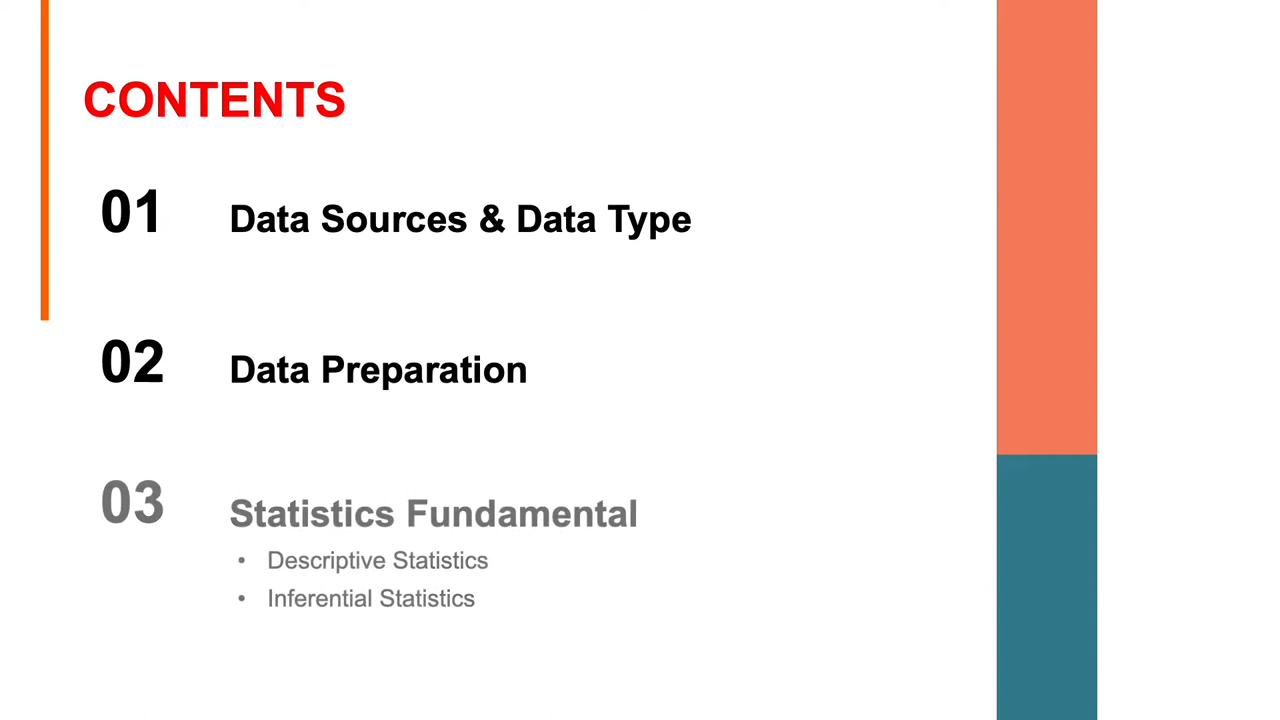 CONTENTS
01 Data Sources & Data Type
02 Data Preparation
03 Statistics Fundamental
• Descriptive Statistics
• Inferential Statistics